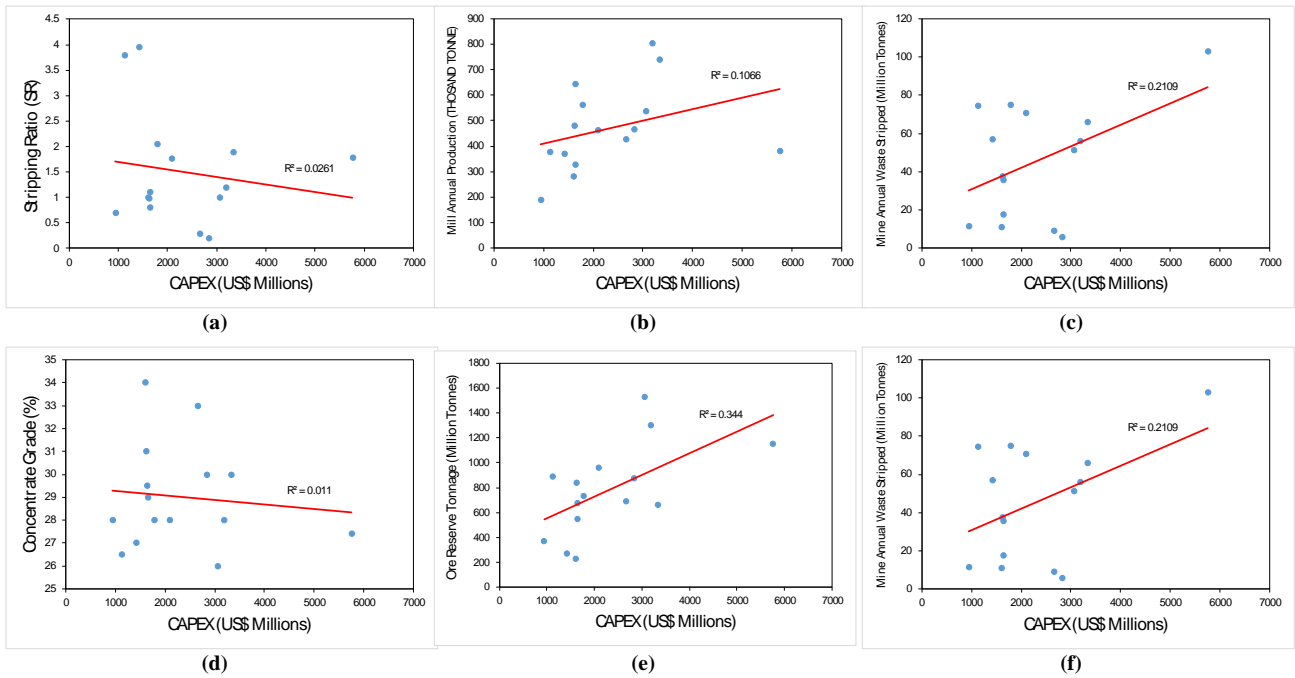 Stripping Ratio (SR)
4.5
4
3.5
3
2.5
2
1.5
1
0.5
0
R² = 0.0261
0 1000 2000 3000 4000 5000 6000 7000
CAPEX (US$ Millions)
(a)
Mill Annual Production (THOSAND TONNE)
900
800
700
600
500
400
300
200
100
0
R² = 0.1066
0 1000 2000 3000 4000 5000 6000 7000
CAPEX (US$ Millions)
(b)
Mine Annual Waste Stripped (Million Tonnes)
120
100
80
60
40
20
0
R² = 0.2109
0 1000 2000 3000 4000 5000 6000 7000
CAPEX (US$ Millions)
(c)
Concentrate Grade (%)
35
34
33
32
31
30
29
28
27
26
25
R² = 0.011
0 1000 2000 3000 4000 5000 6000 7000
CAPEX (US$ Millions)
(d)
Ore Reserve Tonnage (Million Tonnes)
1800
1600
1400
1200
1000
800
600
400
200
0
R² = 0.344
0 1000 2000 3000 4000 5000 6000 7000
CAPEX (US$ Millions)
(e)
Mine Annual Waste Stripped (Million Tonnes)
120
100
80
60
40
20
0
R² = 0.2109
0 1000 2000 3000 4000 5000 6000 7000
CAPEX (US$ Millions)
(f)